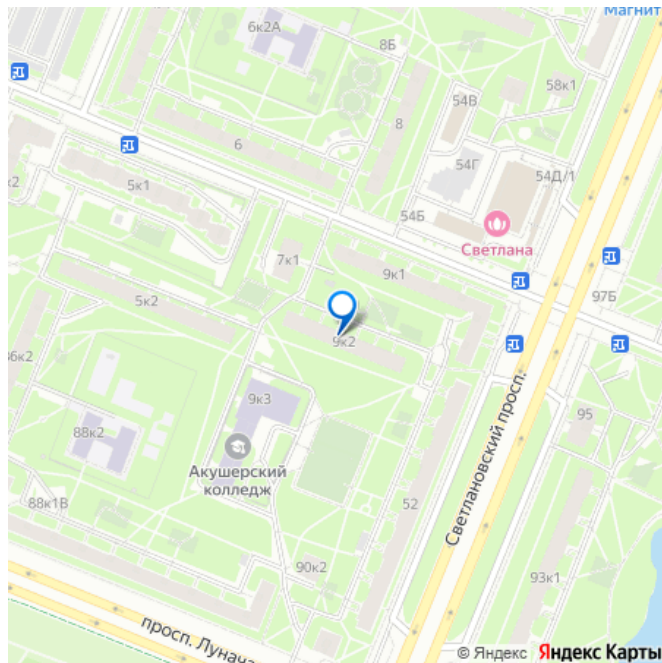 Магнит
6к2А
8Б
58к1
54В
8
6
54Г
54Д/1
5к1
к2
54Б
Светлана
7к1
9к1
97Б
5к2
9к2
36к2
9к3
95
88к2
Акушерский
колледж
Светлановский просп.
88к1В
52
90к2
93к1
просп. Лунача
© Яндекс Яндекс Карты